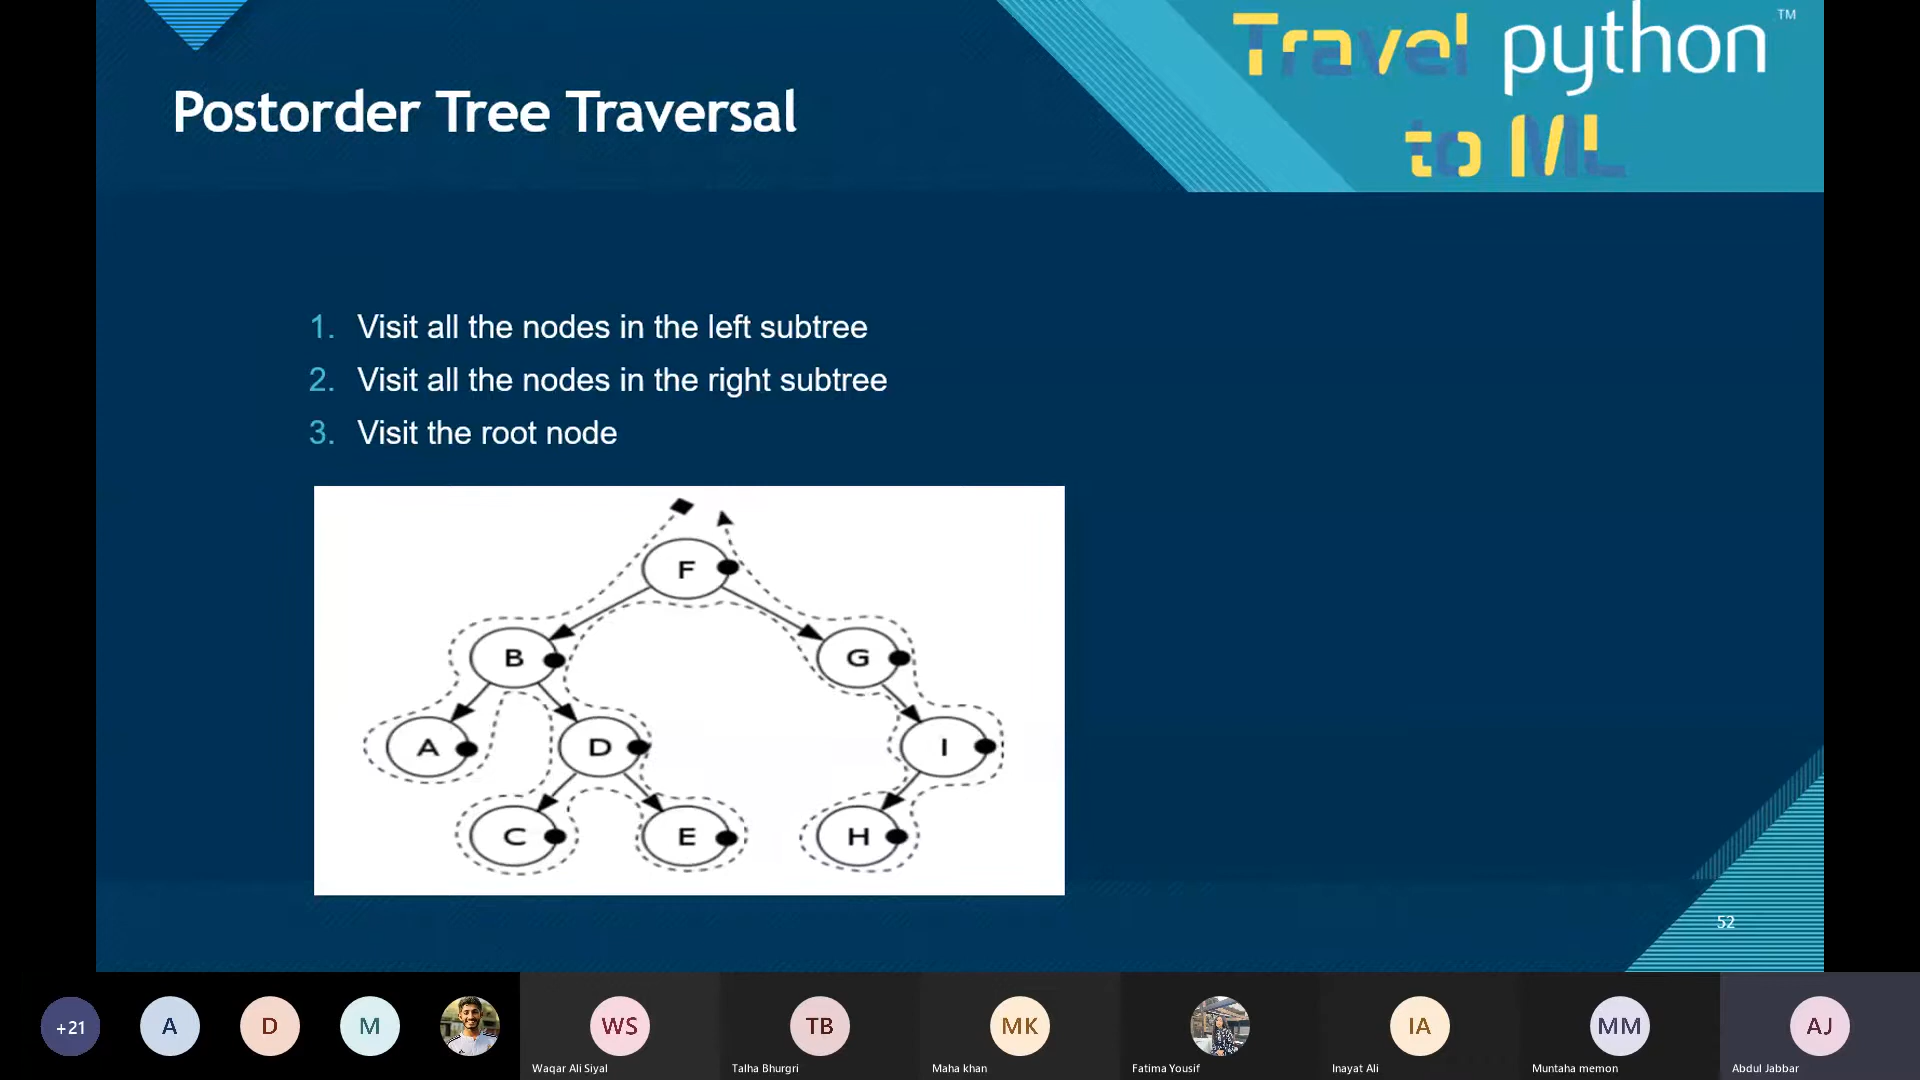 Travel python™
to ML
Postorder Tree Traversal
1. Visit all the nodes in the left subtree
2. Visit all the nodes in the right subtree
3. Visit the root node
F
B
G
A
D
I
C
E
H
52
+21
A
D
M
WS
TB
MK
IA
MM
AJ
Waqar Ali Siyal
Talha Bhurgri
Maha khan
Fatima Yousif
Inayat Ali
Muntaha memon
Abdul Jabbar